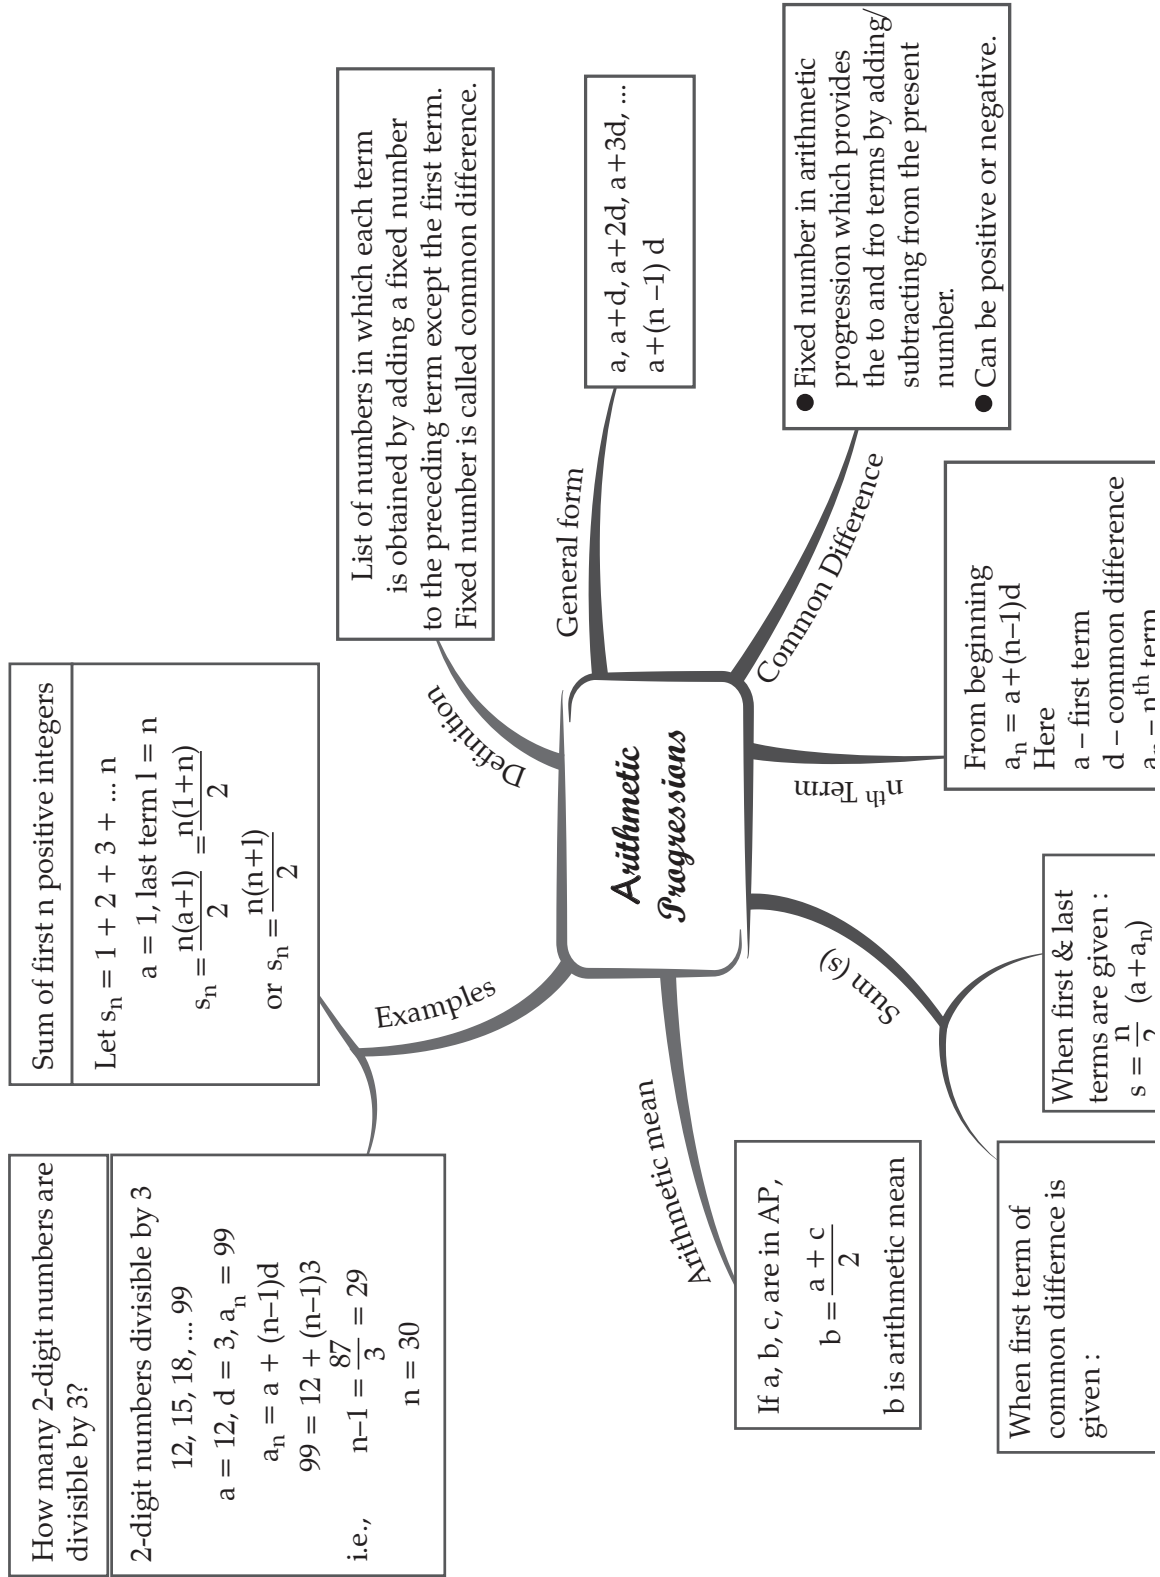 How many 2-digit numbers are
divisible by 3?
2-digit numbers divisible by 3
12, 15, 18, ... 99
a = 12, d = 3, aₙ = 99
aₙ = a + (n–1)d
99 = 12 + (n–1)3
i.e., n–1 = 87/3 = 29
n = 30
Sum of first n positive integers
Let sₙ = 1 + 2 + 3 + ... n
a = 1, last term l = n
sₙ = n(a+l)/2 = n(1+n)/2
or sₙ = n(n+1)/2
Examples
Definition
List of numbers in which each term
is obtained by adding a fixed number
to the preceding term except the first term.
Fixed number is called common difference.
General form
a, a+d, a+2d, a+3d, ...
a+(n –1) d
Arithmetic
Progressions
Common Difference
● Fixed number in arithmetic
progression which provides
the to and fro terms by adding/
subtracting from the present
number.
● Can be positive or negative.
nᵗʰ Term
From beginning
aₙ = a+(n–1)d
Here
a – first term
d – common difference
aₙ – nᵗʰ term
Sum (s)
When first & last
terms are given :
s = n/2 (a+aₙ)
When first term of
common differnce is
given :
Arithmetic mean
If a, b, c, are in AP,
b = a + c/2
b is arithmetic mean